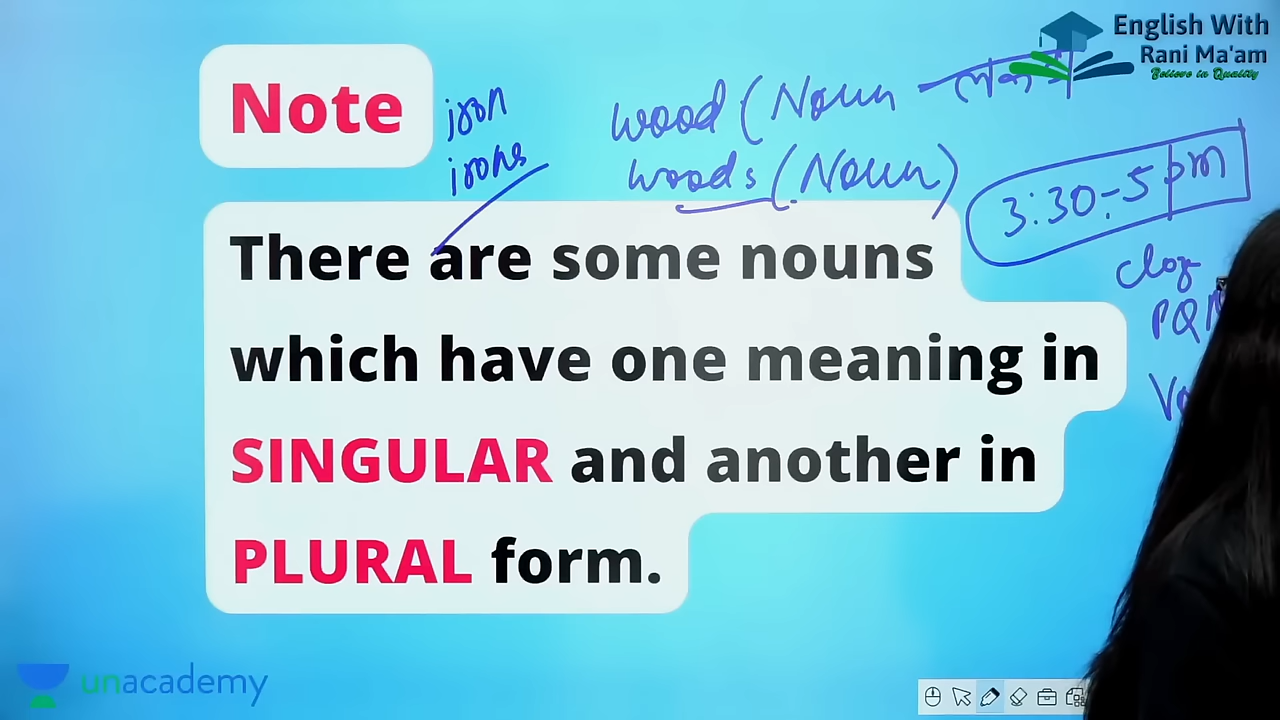 English With
Rani Ma'am
Believe in Quality
Note
iron
irons
wood (Noun -
woods (Noun)
3:30-5 pm
There are some nouns
which have one meaning in
SINGULAR and another in
PLURAL form.
unacademy